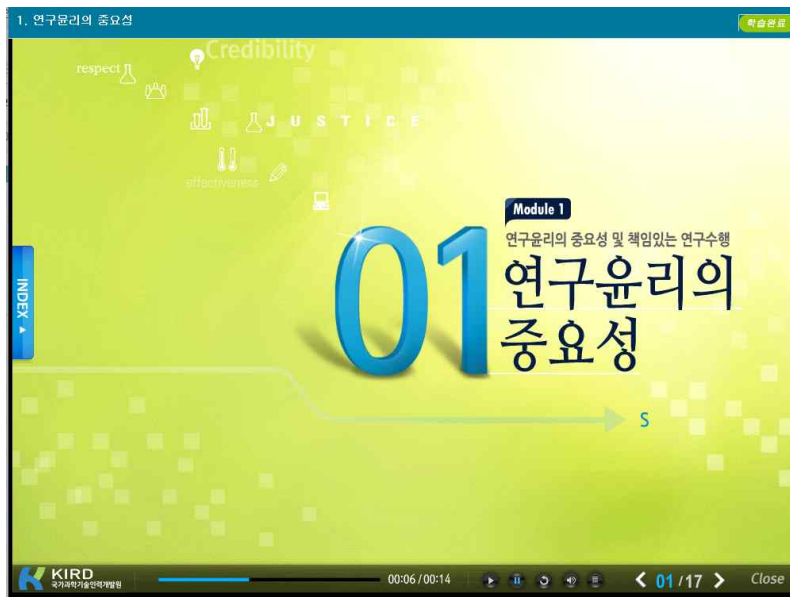 1. 연구윤리의 중요성
학습완료
Credibility
respect
JUSTICE
effectiveness
Module 1
연구윤리의 중요성 및 책임있는 연구수행
01
연구윤리의
중요성
INDEX
S
KIRD
국가과학기술인력개발원
00:06/00:14
01/17
Close